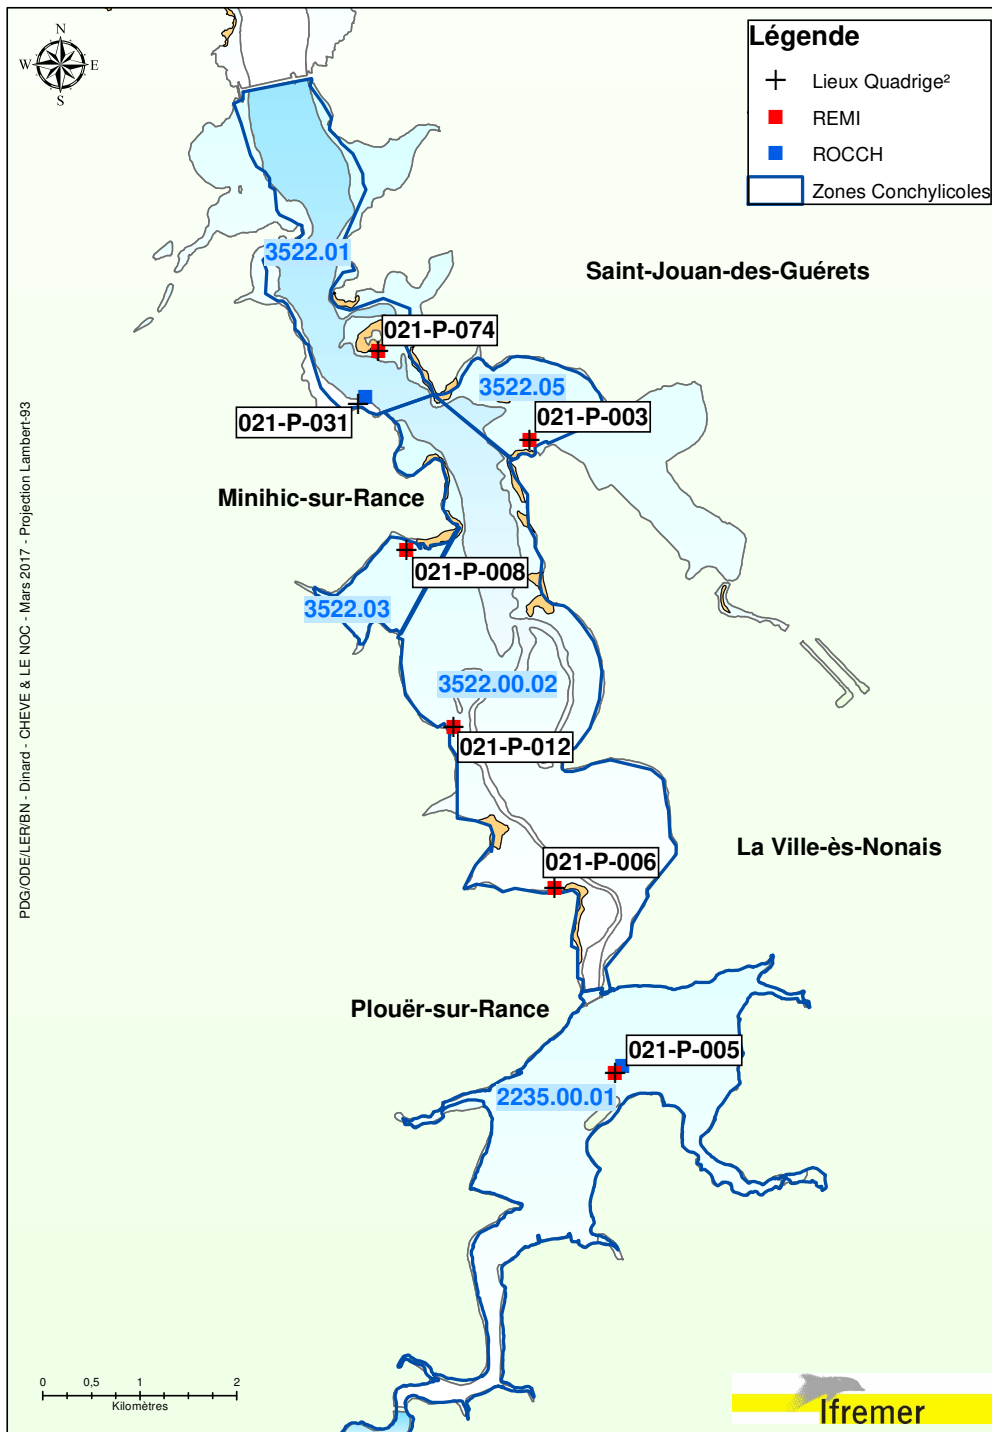 N
W
E
S
Légende
Lieux Quadrige²
REMI
ROCCH
Zones Conchylicoles
3522.01
Saint-Jouan-des-Guérets
021-P-074
3522.05
021-P-003
021-P-031
Minihic-sur-Rance
021-P-008
3522.03
3522.00.02
021-P-012
La Ville-ès-Nonais
021-P-006
Plouër-sur-Rance
021-P-005
2235.00.01
PDG/ODE/LER/BN - Dinard - CHEVE & LE NOC - Mars 2017 - Projection Lambert-93
0 0,5 1 2
Kilomètres
Ifremer